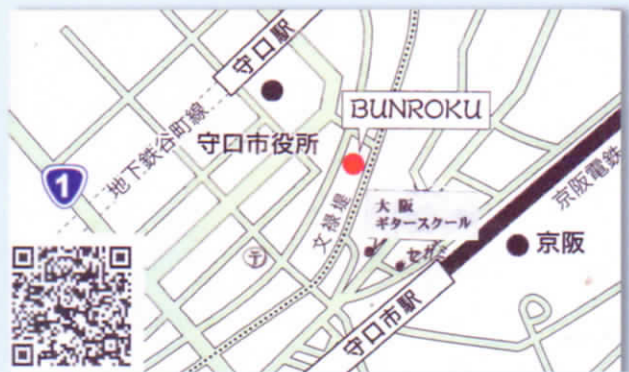 守口駅
BUNROKU
守口市役所
地下鉄谷町線
1
京阪電鉄
文禄堤
大阪
ギタースクール
京阪
セガ
守口市駅